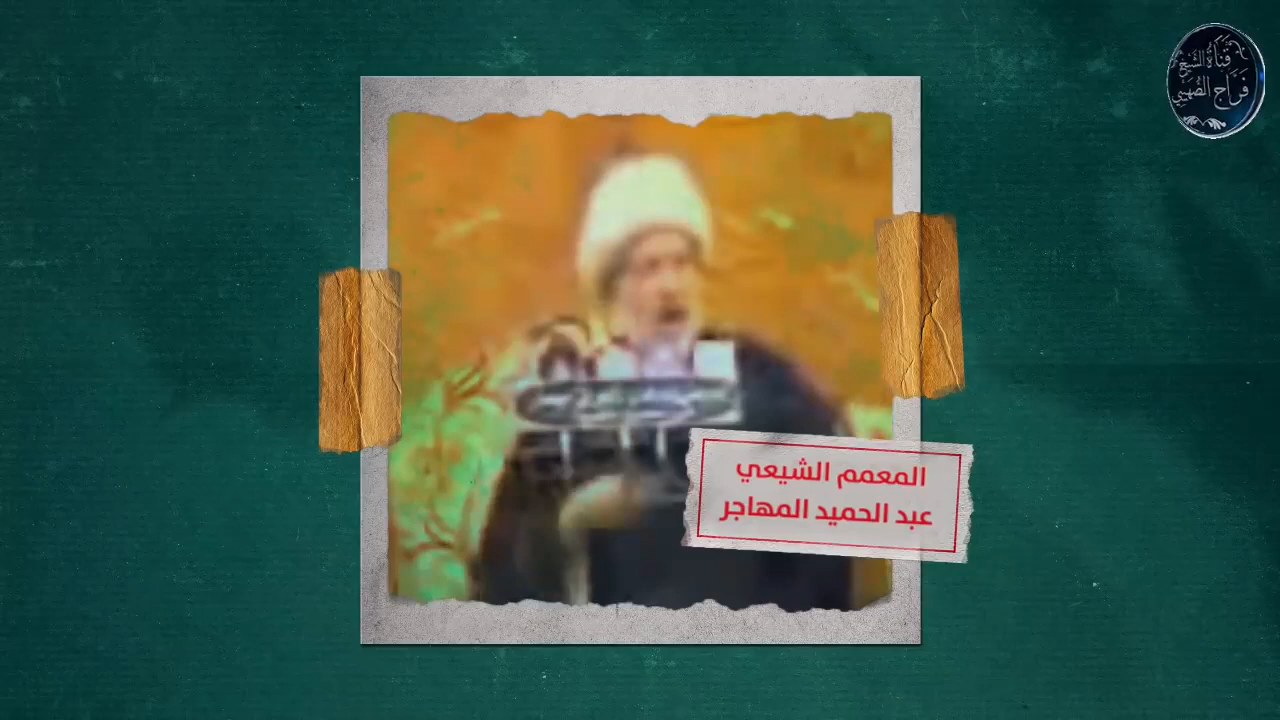 قناة الشيخ
فراج الصهيبي
المعمم الشيعي
عبد الحميد المهاجر